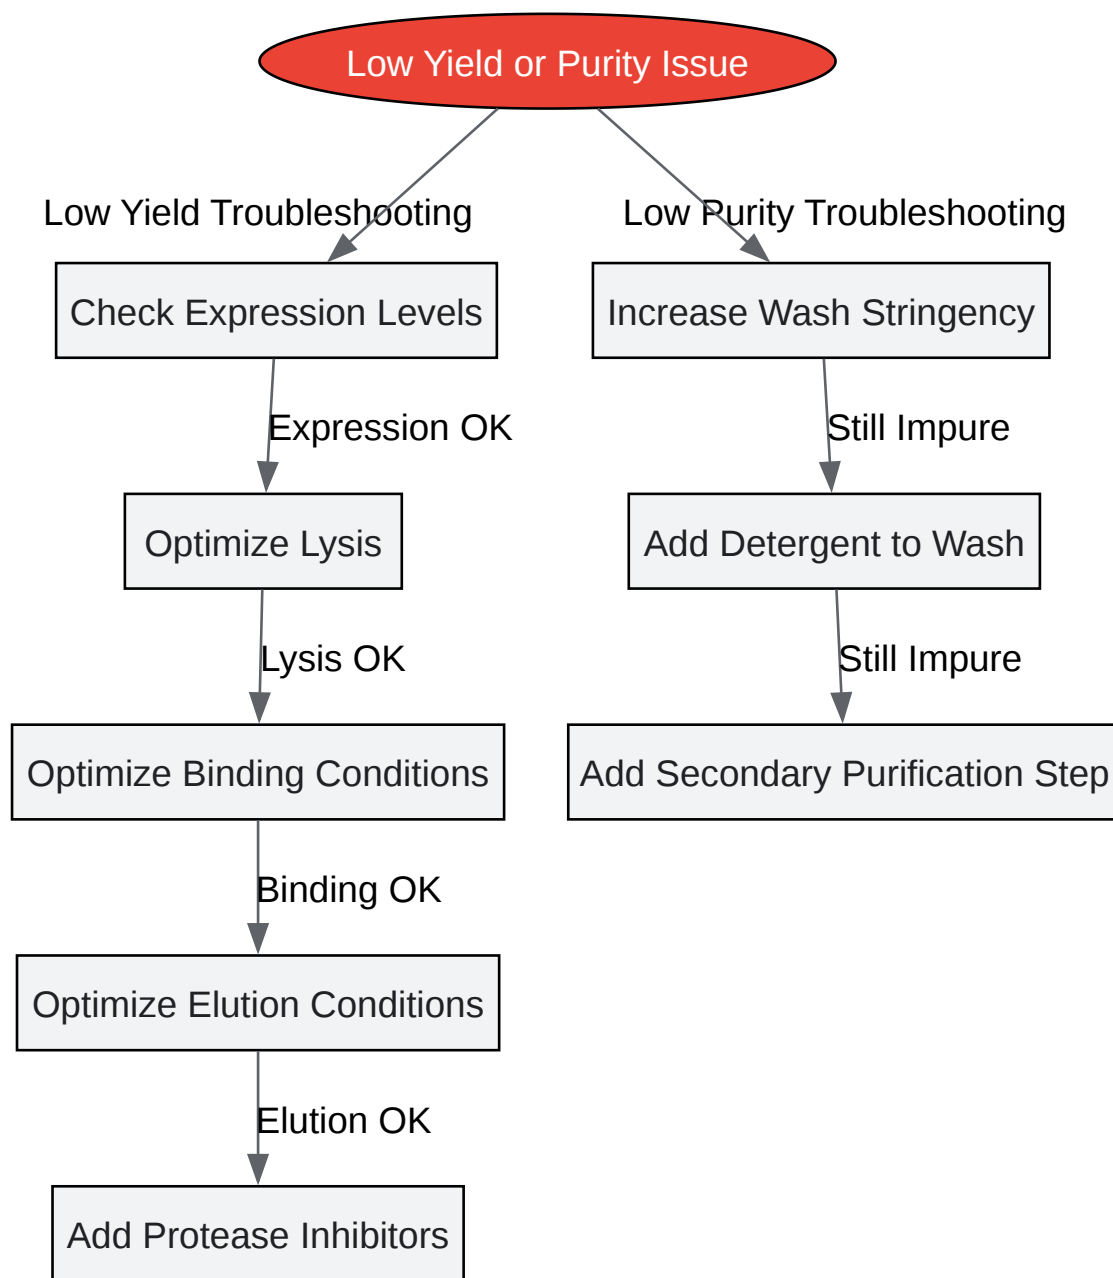 Low Yield or Purity Issue
Low Yield Troubleshooting
Low Purity Troubleshooting
Check Expression Levels
Increase Wash Stringency
Expression OK
Still Impure
Optimize Lysis
Add Detergent to Wash
Lysis OK
Still Impure
Optimize Binding Conditions
Add Secondary Purification Step
Binding OK
Optimize Elution Conditions
Elution OK
Add Protease Inhibitors